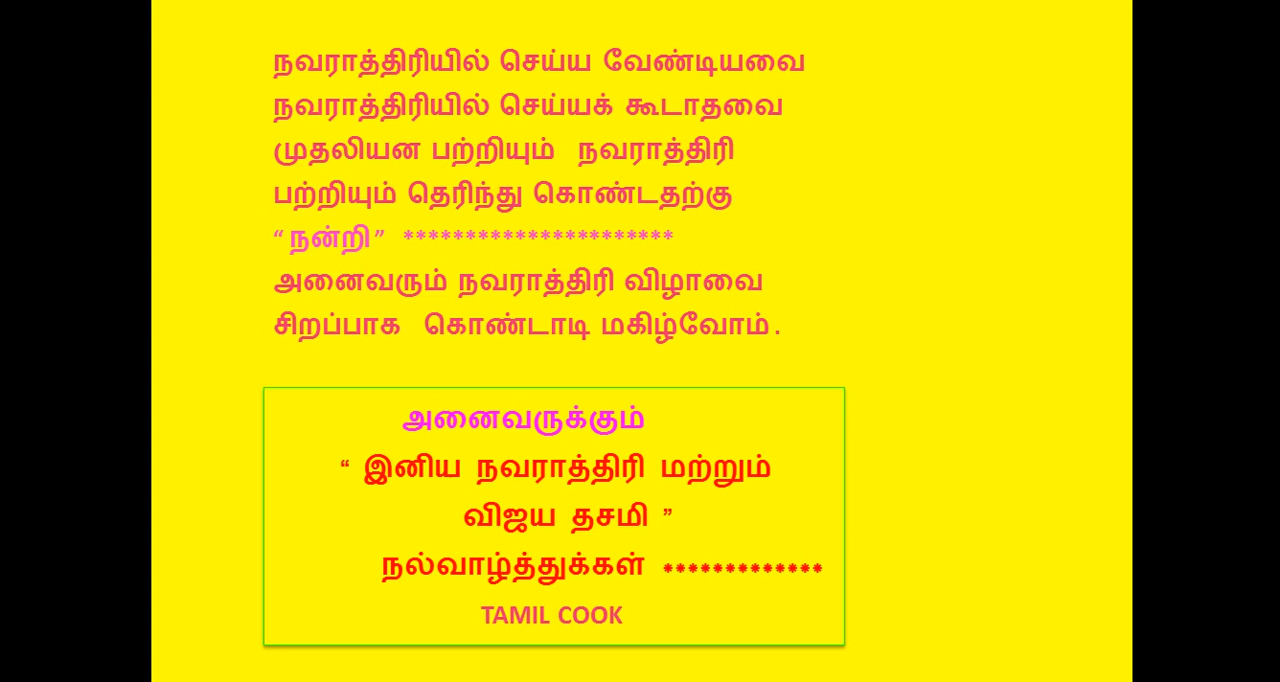 நவராத்திரியில் செய்ய வேண்டியவை
நவராத்திரியில் செய்யக் கூடாதவை
முதலியன பற்றியும் நவராத்திரி
பற்றியும் தெரிந்து கொண்டதற்கு
“நன்றி” **********************
அனைவரும் நவராத்திரி விழாவை
சிறப்பாக கொண்டாடி மகிழ்வோம்.
அனைவருக்கும்
“ இனிய நவராத்திரி மற்றும்
விஜய தசமி ”
நல்வாழ்த்துக்கள் *************
TAMIL COOK